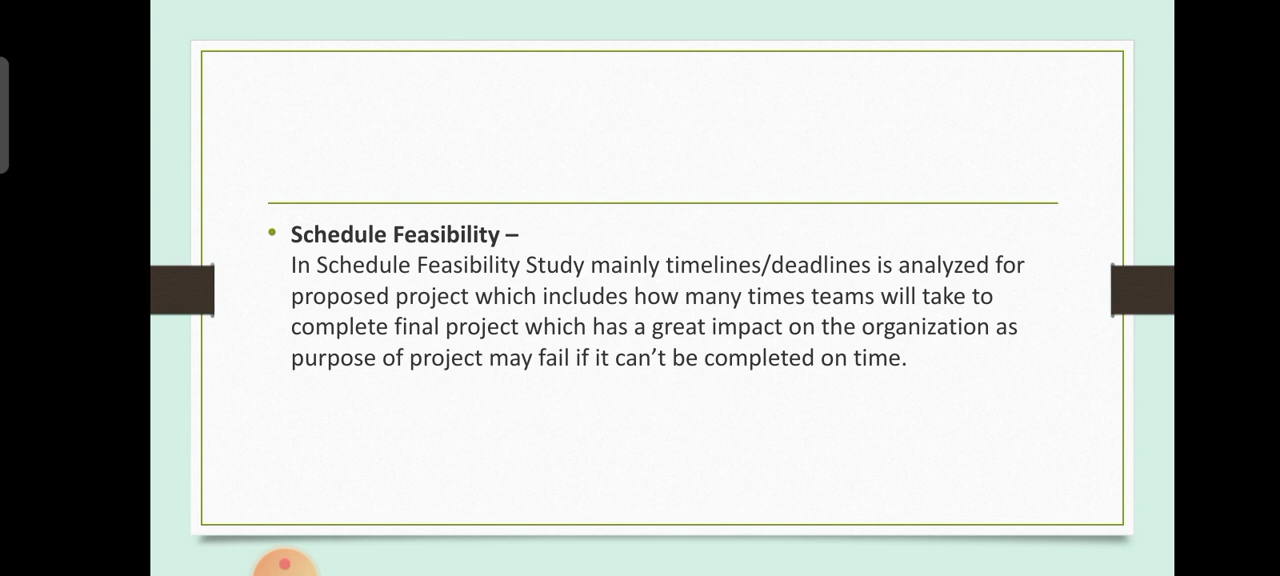 • Schedule Feasibility –
In Schedule Feasibility Study mainly timelines/deadlines is analyzed for
proposed project which includes how many times teams will take to
complete final project which has a great impact on the organization as
purpose of project may fail if it can’t be completed on time.